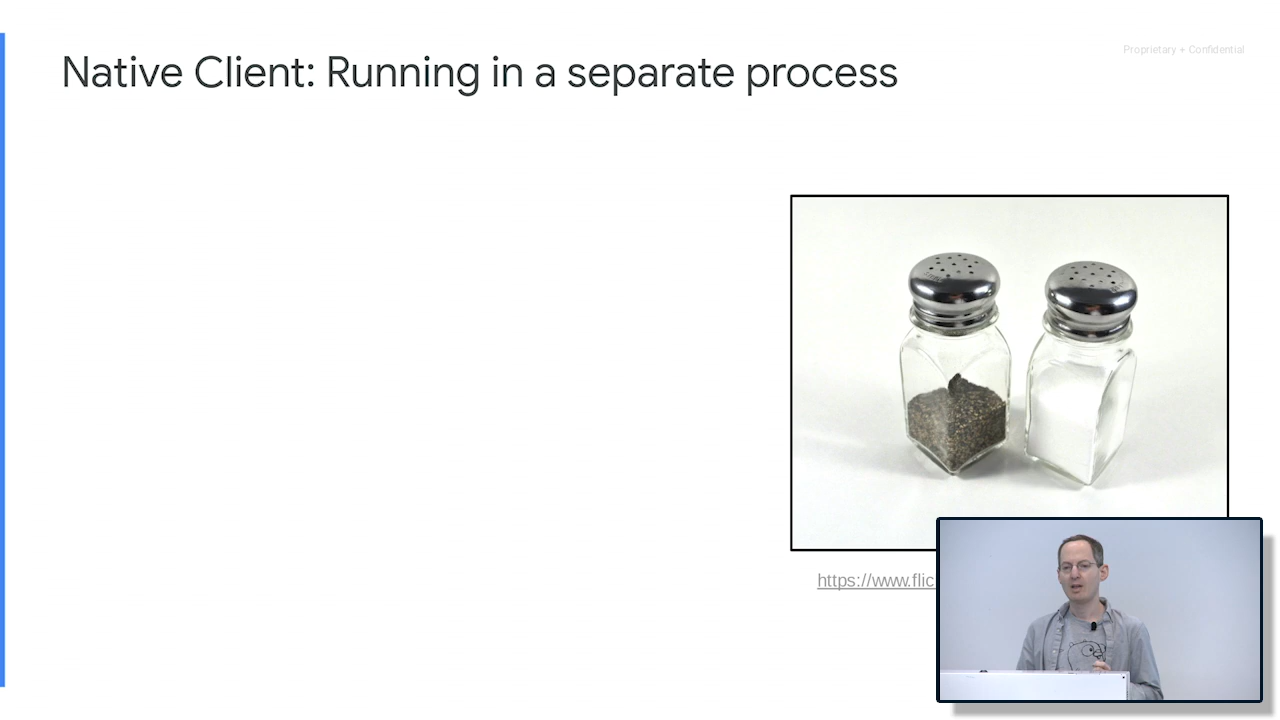 Proprietary + Confidential
Native Client: Running in a separate process
https://www.flic